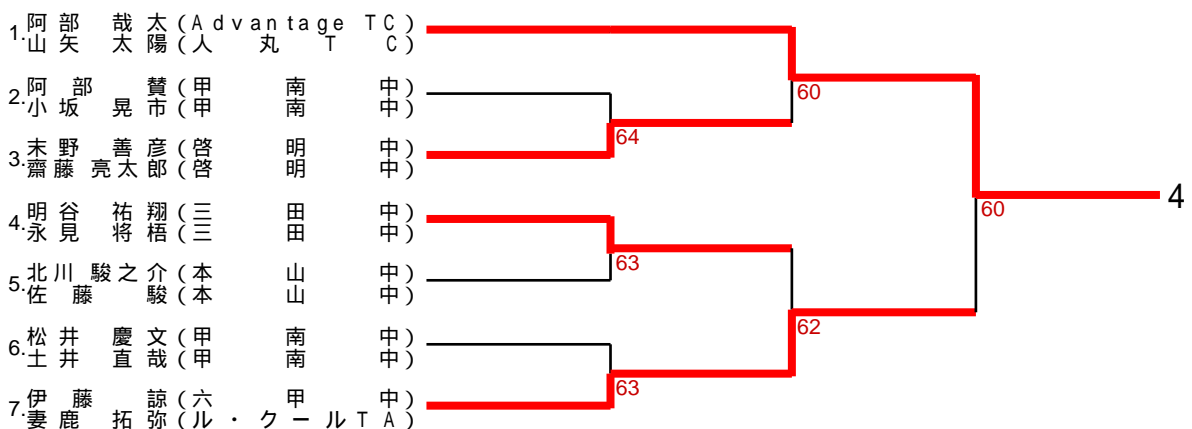 1.阿部 哉太(Advantage TC)
山矢 太陽(人丸TC)
2.阿部 賛(甲南中)
小坂 晃市(甲南中)
60
64
3.末野 善彦(啓明中)
齋藤 亮太郎(啓明中)
4.明谷 祐翔(三田中)
永見 将梧(三田中)
60
4
63
5.北川 駿之介(本山中)
佐藤 駿(本山中)
62
6.松井 慶文(甲南中)
土井 直哉(甲南中)
63
7.伊藤 諒(六甲中)
妻鹿 拓弥(ル・クールTA)